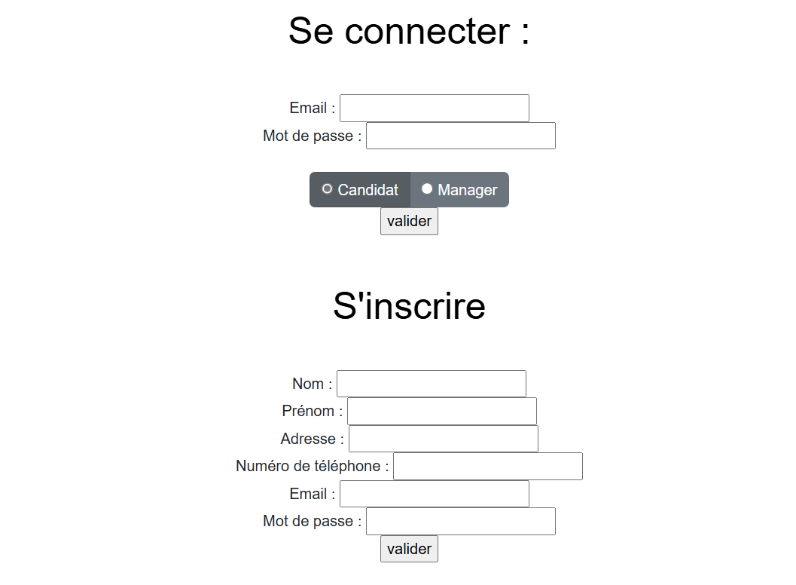 Se connecter :
Email :
Mot de passe :
Candidat Manager
valider
S'inscrire
Nom :
Prénom :
Adresse :
Numéro de téléphone :
Email :
Mot de passe :
valider